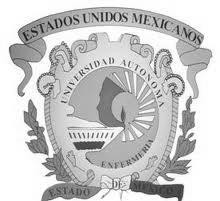 ESTADOS UNIDOS MEXICANOS
UNIVERSIDAD AUTONOMA
ENFERMERIA
ESTADO DE MEXICO